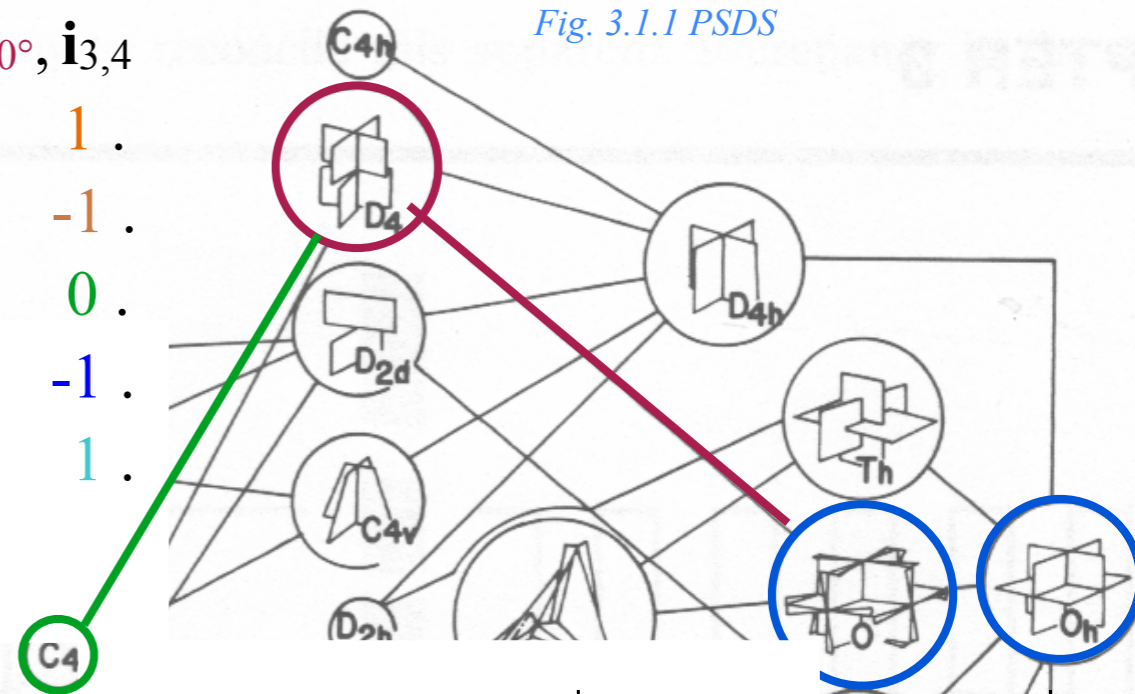 Fig. 3.1.1 PSDS
0°, i3,4
1 .
-1 .
0 .
-1 .
1 .
C4h
D4
D4h
D2d
Th
C4v
D2h
O
Oh
C4